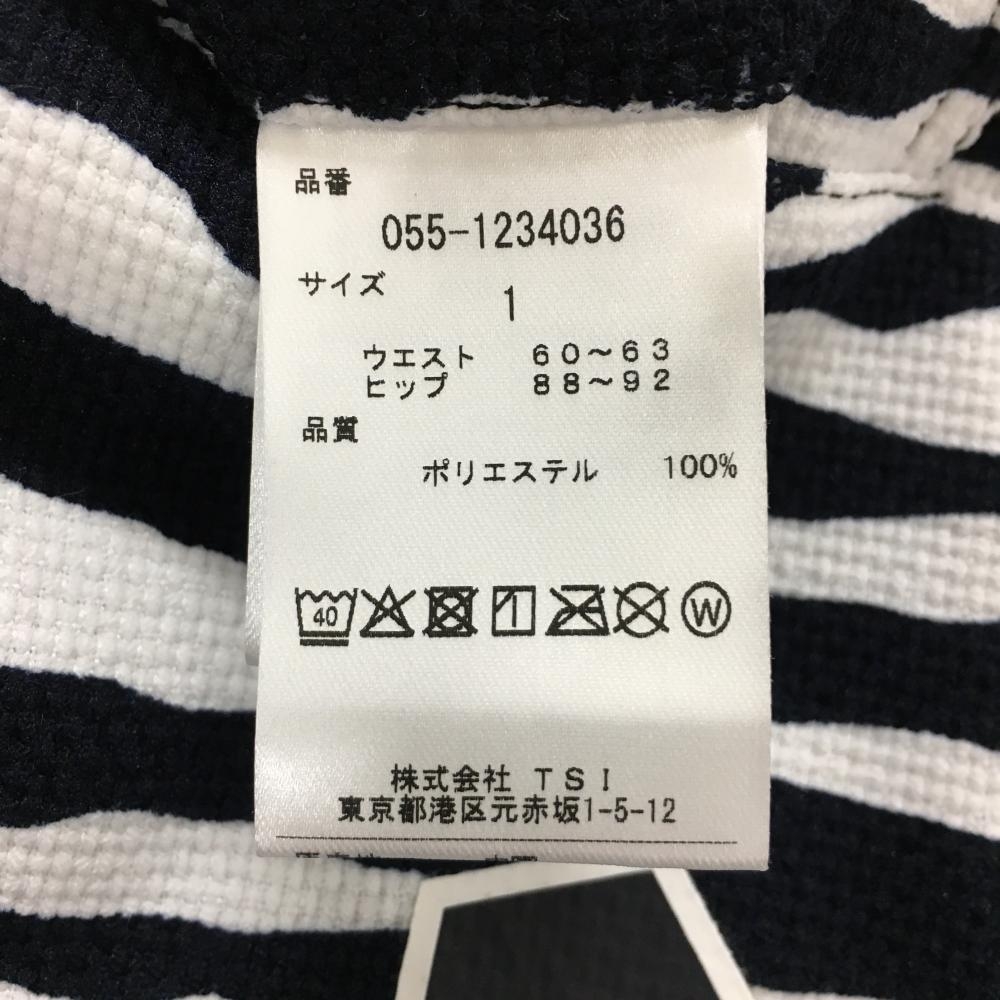 品番
055-1234036
サイズ
1
ウエスト 60～63
ヒップ 88～92
品質
ポリエステル 100%
40 W
株式会社 TSI
東京都港区元赤坂1-5-12